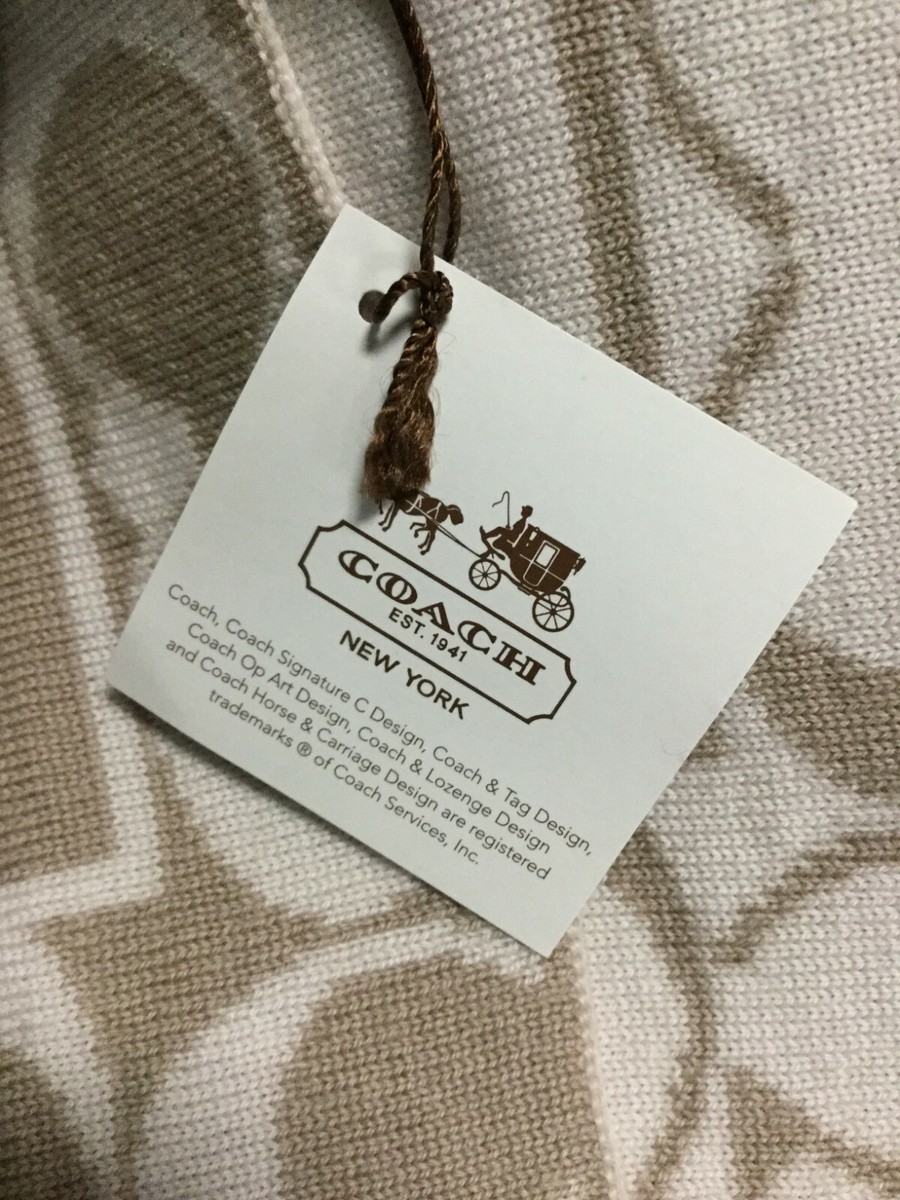 COACH
EST. 1941
NEW YORK
Coach, Coach Signature C Design, Coach & Tag Design,
Coach Op Art Design, Coach & Lozenge Design
and Coach Horse & Carriage Design are registered
trademarks ® of Coach Services, Inc.